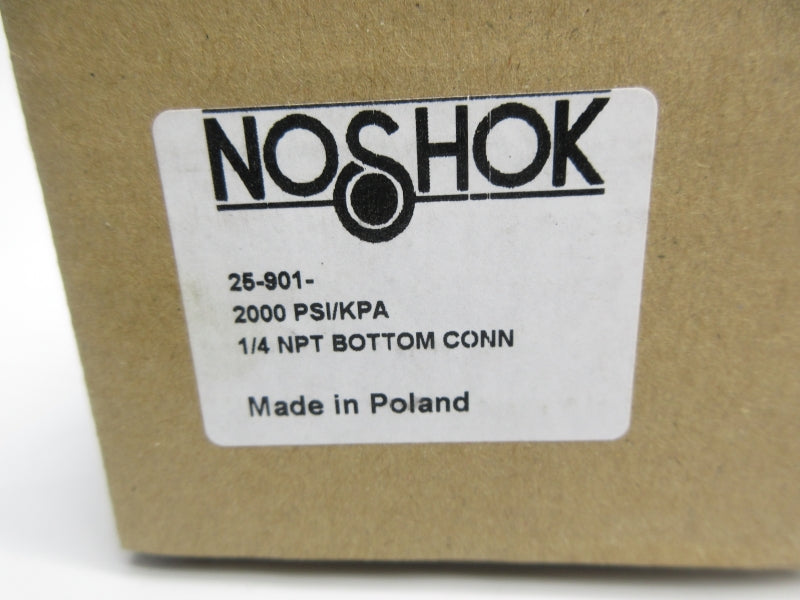 NOSHOK
25-901-
2000 PSI/KPA
1/4 NPT BOTTOM CONN
Made in Poland